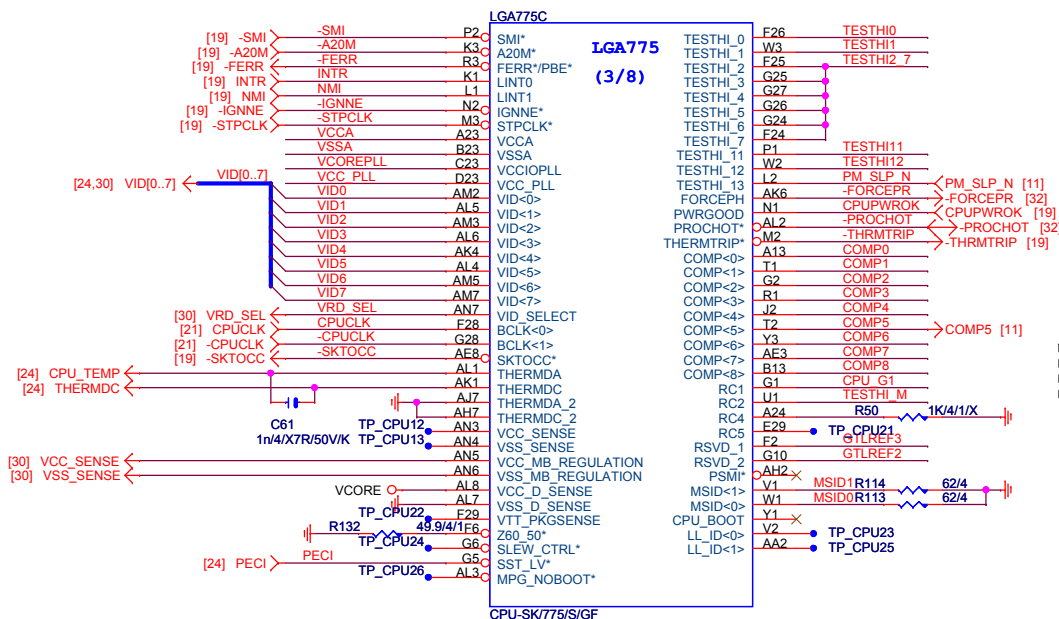 LGA775C
LGA775
(3/8)
[19] -SMI -SMI P2 SMI*
[19] -A20M -A20M K3 A20M*
[19] -FERR -FERR R3 FERR*/PBE*
[19] INTR INTR K1 LINT0
[19] NMI NMI L1 LINT1
[19] -IGNNE -IGNNE N2 IGNNE*
[19] -STPCLK -STPCLK M3 STPCLK*
VCCA A23 VCCA
VSSA B23 VSSA
VCOREPLL C23 VCCIOPLL
VCC_PLL D23 VCC_PLL
[24,30] VID[0..7] VID[0..7]
VID0 AM2 VID<0>
VID1 AL5 VID<1>
VID2 AM3 VID<2>
VID3 AL6 VID<3>
VID4 AK4 VID<4>
VID5 AL4 VID<5>
VID6 AM5 VID<6>
VID7 AM7 VID<7>
[30] VRD_SEL VRD_SEL AN7 VID_SELECT
[21] CPUCLK CPUCLK F28 BCLK<0>
[21] -CPUCLK -CPUCLK G28 BCLK<1>
[19] -SKTOCC -SKTOCC AE8 SKTOCC*
[24] CPU_TEMP AL1 THERMDA
[24] THERMDC AK1 THERMDC
AJ7 THERMDA_2
AH7 THERMDC_2
C61
1n/4/X7R/50V/K
TP_CPU12 AN3 VCC_SENSE
TP_CPU13 AN4 VSS_SENSE
[30] VCC_SENSE AN5 VCC_MB_REGULATION
[30] VSS_SENSE AN6 VSS_MB_REGULATION
VCORE AL8 VCC_D_SENSE
AL7 VSS_D_SENSE
TP_CPU22 F29 VTT_PKGSENSE
R132 49.9/4/1 F6 Z60_50*
TP_CPU24 G6 SLEW_CTRL*
[24] PECI PECI G5 SST_LV*
TP_CPU26 AL3 MPG_NOBOOT*
TESTHI_0 F26 TESTHI0
TESTHI_1 W3 TESTHI1
TESTHI_2 F25 TESTHI2_7
TESTHI_3 G25
TESTHI_4 G27
TESTHI_5 G26
TESTHI_6 G24
TESTHI_7 F24
TESTHI_11 P1 TESTHI11
TESTHI_12 W2 TESTHI12
TESTHI_13 L2 PM_SLP_N PM_SLP_N [11]
FORCEPH AK6 -FORCEPR -FORCEPR [32]
PWRGOOD N1 CPUPWROK CPUPWROK [19]
PROCHOT* AL2 -PROCHOT -PROCHOT [32]
THERMTRIP* M2 -THRMTRIP -THRMTRIP [19]
COMP<0> A13 COMP0
COMP<1> T1 COMP1
COMP<2> G2 COMP2
COMP<3> R1 COMP3
COMP<4> J2 COMP4
COMP<5> T2 COMP5 COMP5 [11]
COMP<6> Y3 COMP6
COMP<7> AE3 COMP7
COMP<8> B13 COMP8
RC1 G1 CPU_G1
RC2 U1 TESTHI_M
RC4 A24 R50 1K/4/1/X
RC5 E29 TP_CPU21
RSVD_1 F2 GTLREF3
RSVD_2 G10 GTLREF2
PSMI* AH2
MSID<1> V1 MSID1 R114 62/4
MSID<0> W1 MSID0 R113 62/4
CPU_BOOT Y1
LL_ID<0> V2 TP_CPU23
LL_ID<1> AA2 TP_CPU25
CPU-SK/775/S/GF